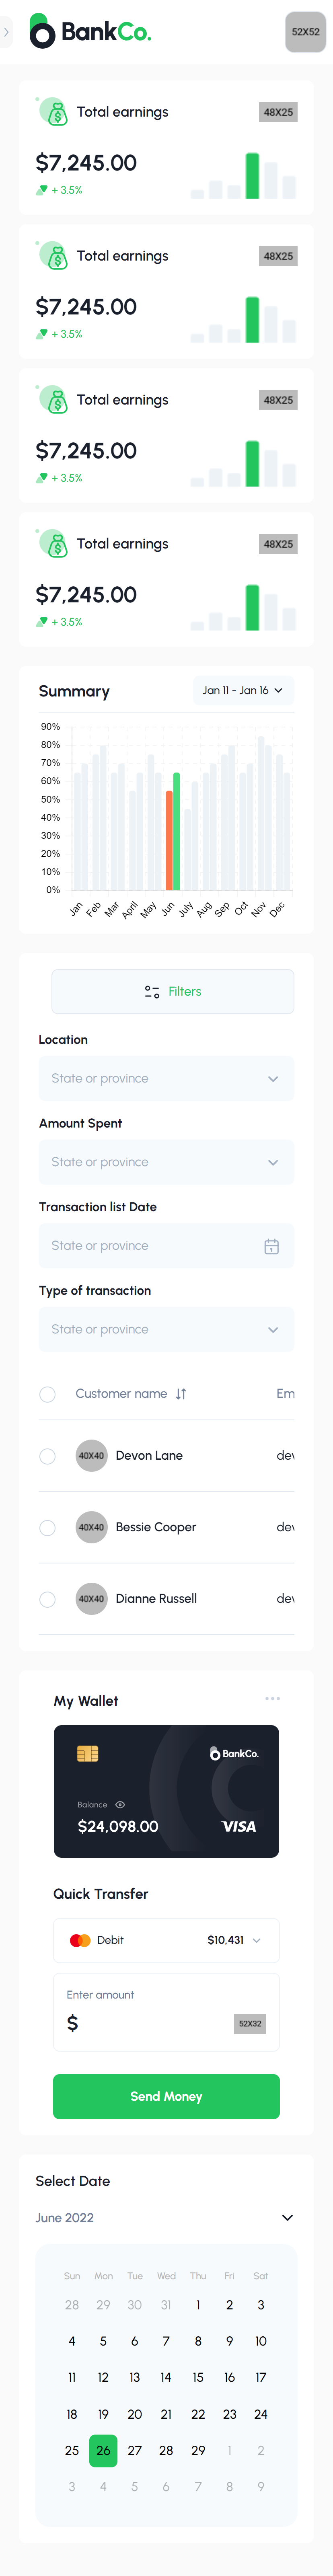 BankCo.
52X52
Total earnings
48X25
$7,245.00
+ 3.5%
Total earnings
48X25
$7,245.00
+ 3.5%
Total earnings
48X25
$7,245.00
+ 3.5%
Total earnings
48X25
$7,245.00
+ 3.5%
Summary
Jan 11 - Jan 16
90%
80%
70%
60%
50%
40%
30%
20%
10%
0%
Jan Feb Mar April May Jun July Aug Sep Oct Nov Dec
Filters
Location
State or province
Amount Spent
State or province
Transaction list Date
State or province
Type of transaction
State or province
Customer name Em
40X40 Devon Lane dev
40X40 Bessie Cooper dev
40X40 Dianne Russell dev
My Wallet
BankCo.
Balance
$24,098.00 VISA
Quick Transfer
Debit $10,431
Enter amount
$ 52X32
Send Money
Select Date
June 2022
Sun Mon Tue Wed Thu Fri Sat
28 29 30 31 1 2 3
4 5 6 7 8 9 10
11 12 13 14 15 16 17
18 19 20 21 22 23 24
25 26 27 28 29 1 2
3 4 5 6 7 8 9